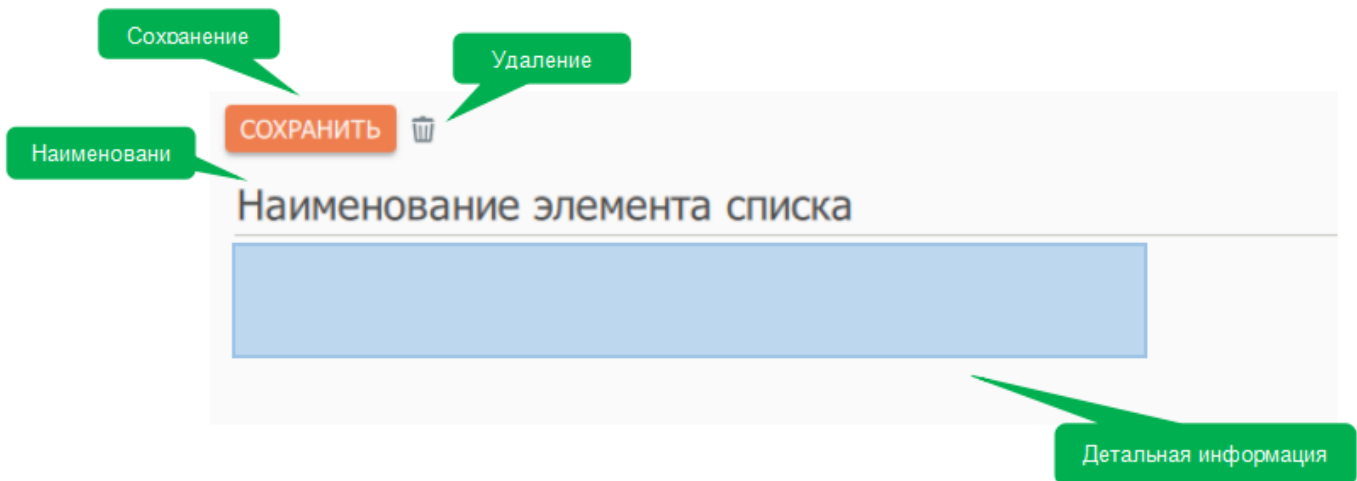 Сохранение
Удаление
СОХРАНИТЬ
Наименовани
Наименование элемента списка
Детальная информация